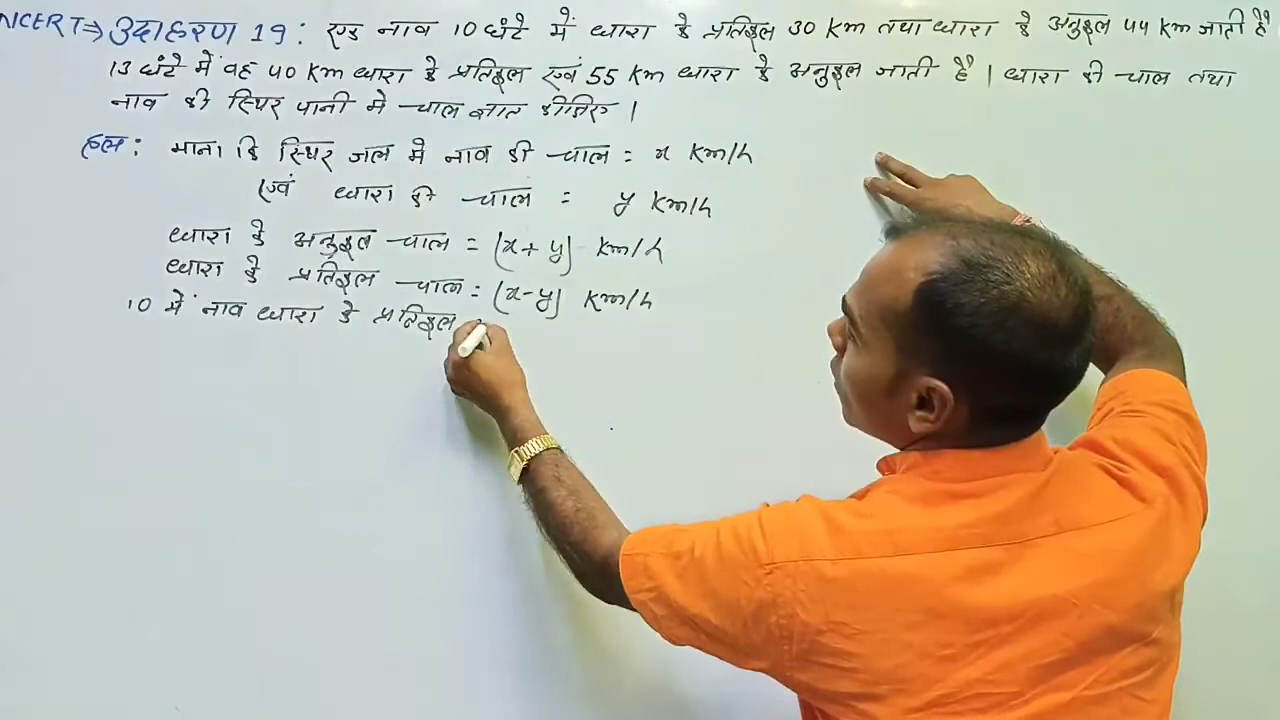 NCERT⇒ उदाहरण 19 : एक नाव 10 घंटे में धारा के प्रतिकूल 30 Km तथा धारा के अनुकूल 44 Km जाती है
13 घंटे में वह 40 Km धारा के प्रतिकूल एवं 55 Km धारा के अनुकूल जाती है । धारा की चाल तथा
नाव की स्थिर पानी में चाल ज्ञात कीजिए ।
हल : माना कि स्थिर जल में नाव की चाल = x Km/h
एवं धारा की चाल = y Km/h
धारा के अनुकूल चाल = (x + y) Km/h
धारा के प्रतिकूल चाल = (x - y) Km/h
10 में नाव धारा के प्रतिकूल